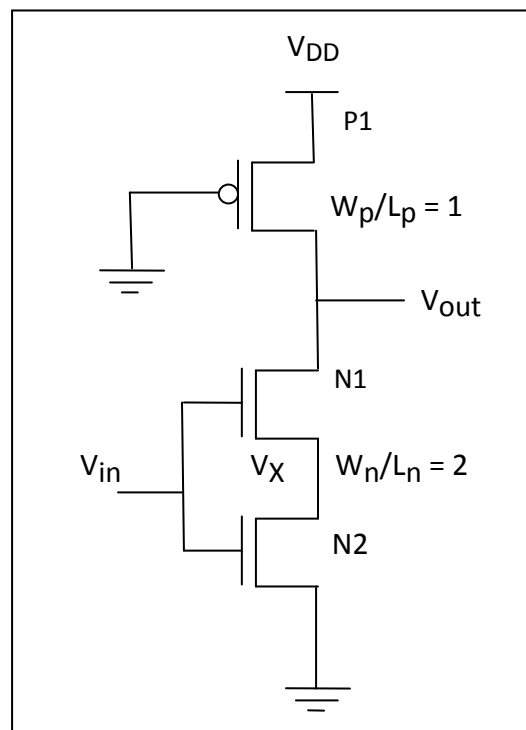 VDD
P1
Wp/Lp = 1
Vout
N1
Vin
VX
Wn/Ln = 2
N2